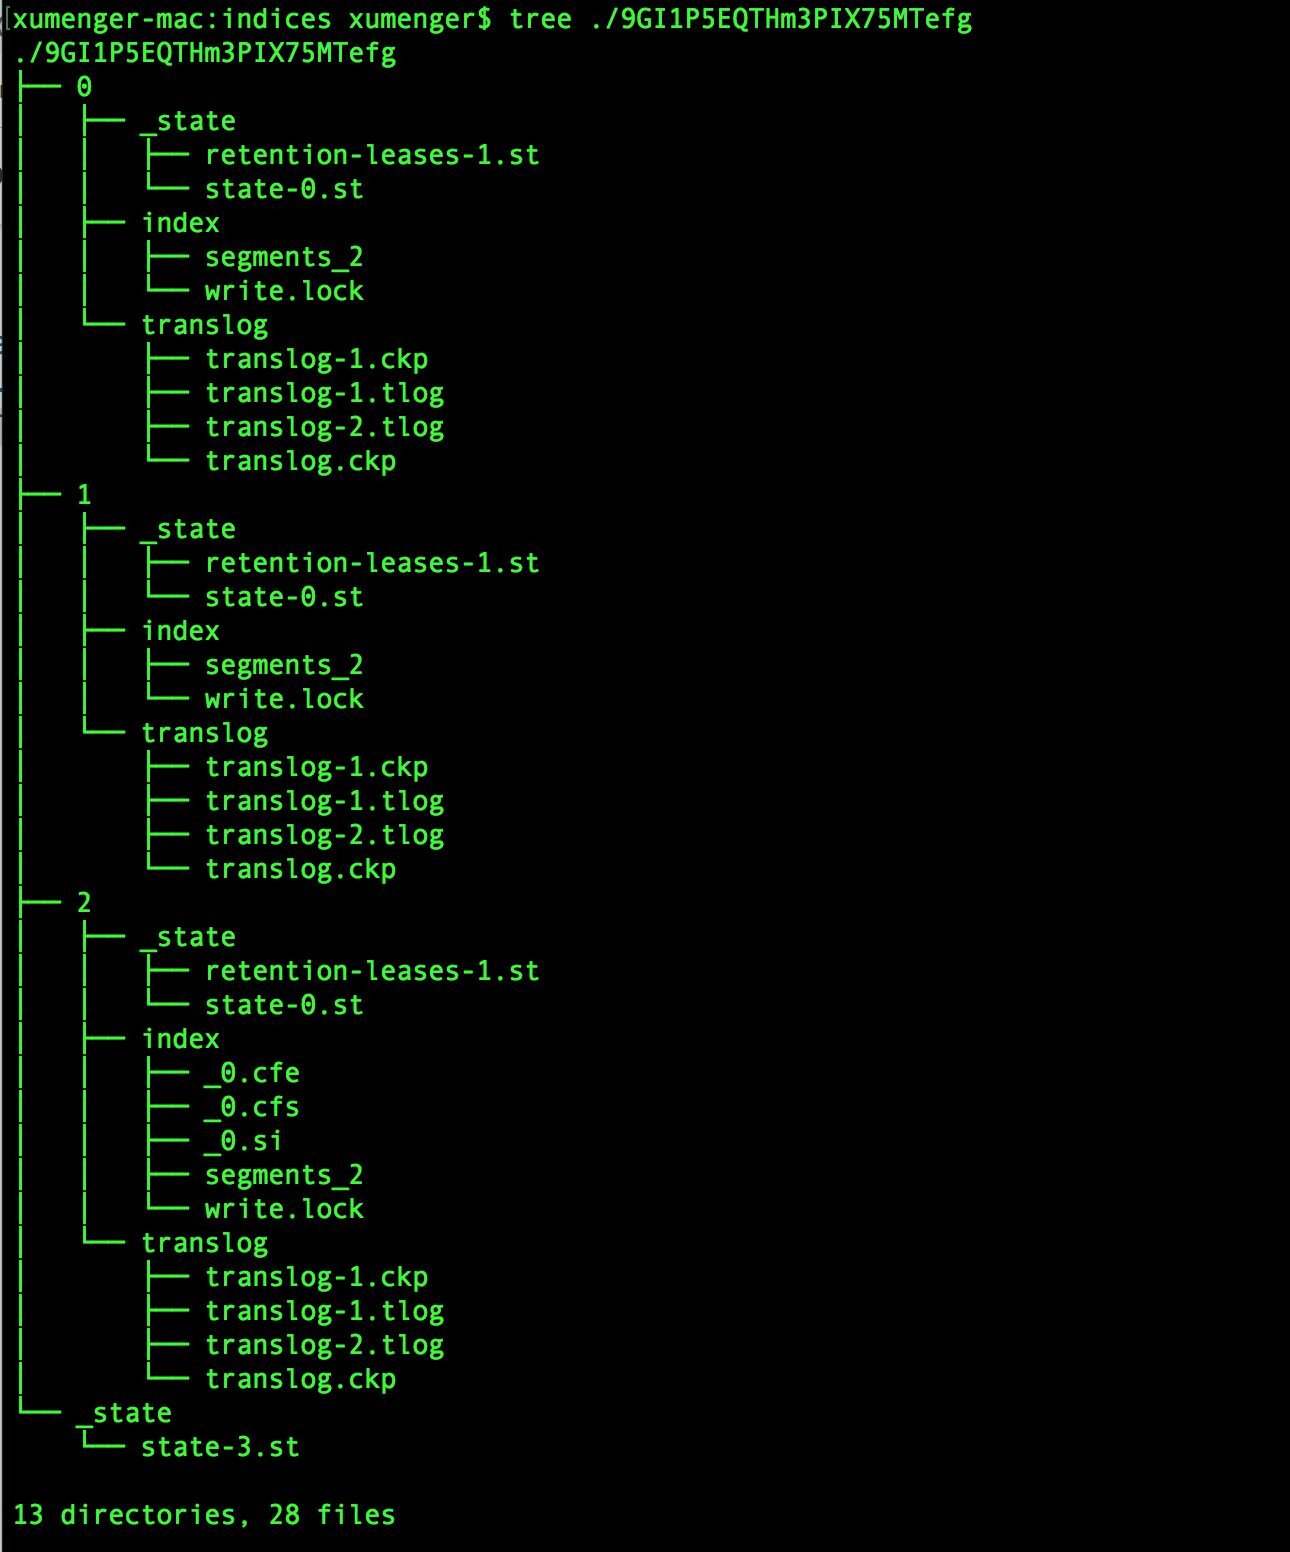 [xumenger-mac:indices xumenger$ tree ./9GI1P5EQTHm3PIX75MTefg
./9GI1P5EQTHm3PIX75MTefg
├── 0
│   ├── _state
│   │   ├── retention-leases-1.st
│   │   └── state-0.st
│   ├── index
│   │   ├── segments_2
│   │   └── write.lock
│   └── translog
│       ├── translog-1.ckp
│       ├── translog-1.tlog
│       ├── translog-2.tlog
│       └── translog.ckp
├── 1
│   ├── _state
│   │   ├── retention-leases-1.st
│   │   └── state-0.st
│   ├── index
│   │   ├── segments_2
│   │   └── write.lock
│   └── translog
│       ├── translog-1.ckp
│       ├── translog-1.tlog
│       ├── translog-2.tlog
│       └── translog.ckp
├── 2
│   ├── _state
│   │   ├── retention-leases-1.st
│   │   └── state-0.st
│   ├── index
│   │   ├── _0.cfe
│   │   ├── _0.cfs
│   │   ├── _0.si
│   │   ├── segments_2
│   │   └── write.lock
│   └── translog
│       ├── translog-1.ckp
│       ├── translog-1.tlog
│       ├── translog-2.tlog
│       └── translog.ckp
└── _state
    └── state-3.st
13 directories, 28 files